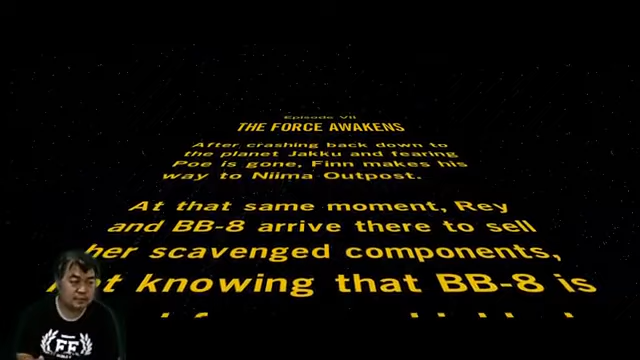 Episode VII
THE FORCE AWAKENS
After crashing back down to
the planet Jakku and fearing
Poe is gone, Finn makes his
way to Niima Outpost.
At that same moment, Rey
and BB-8 arrive there to sell
her scavenged components,
not knowing that BB-8 is
FF